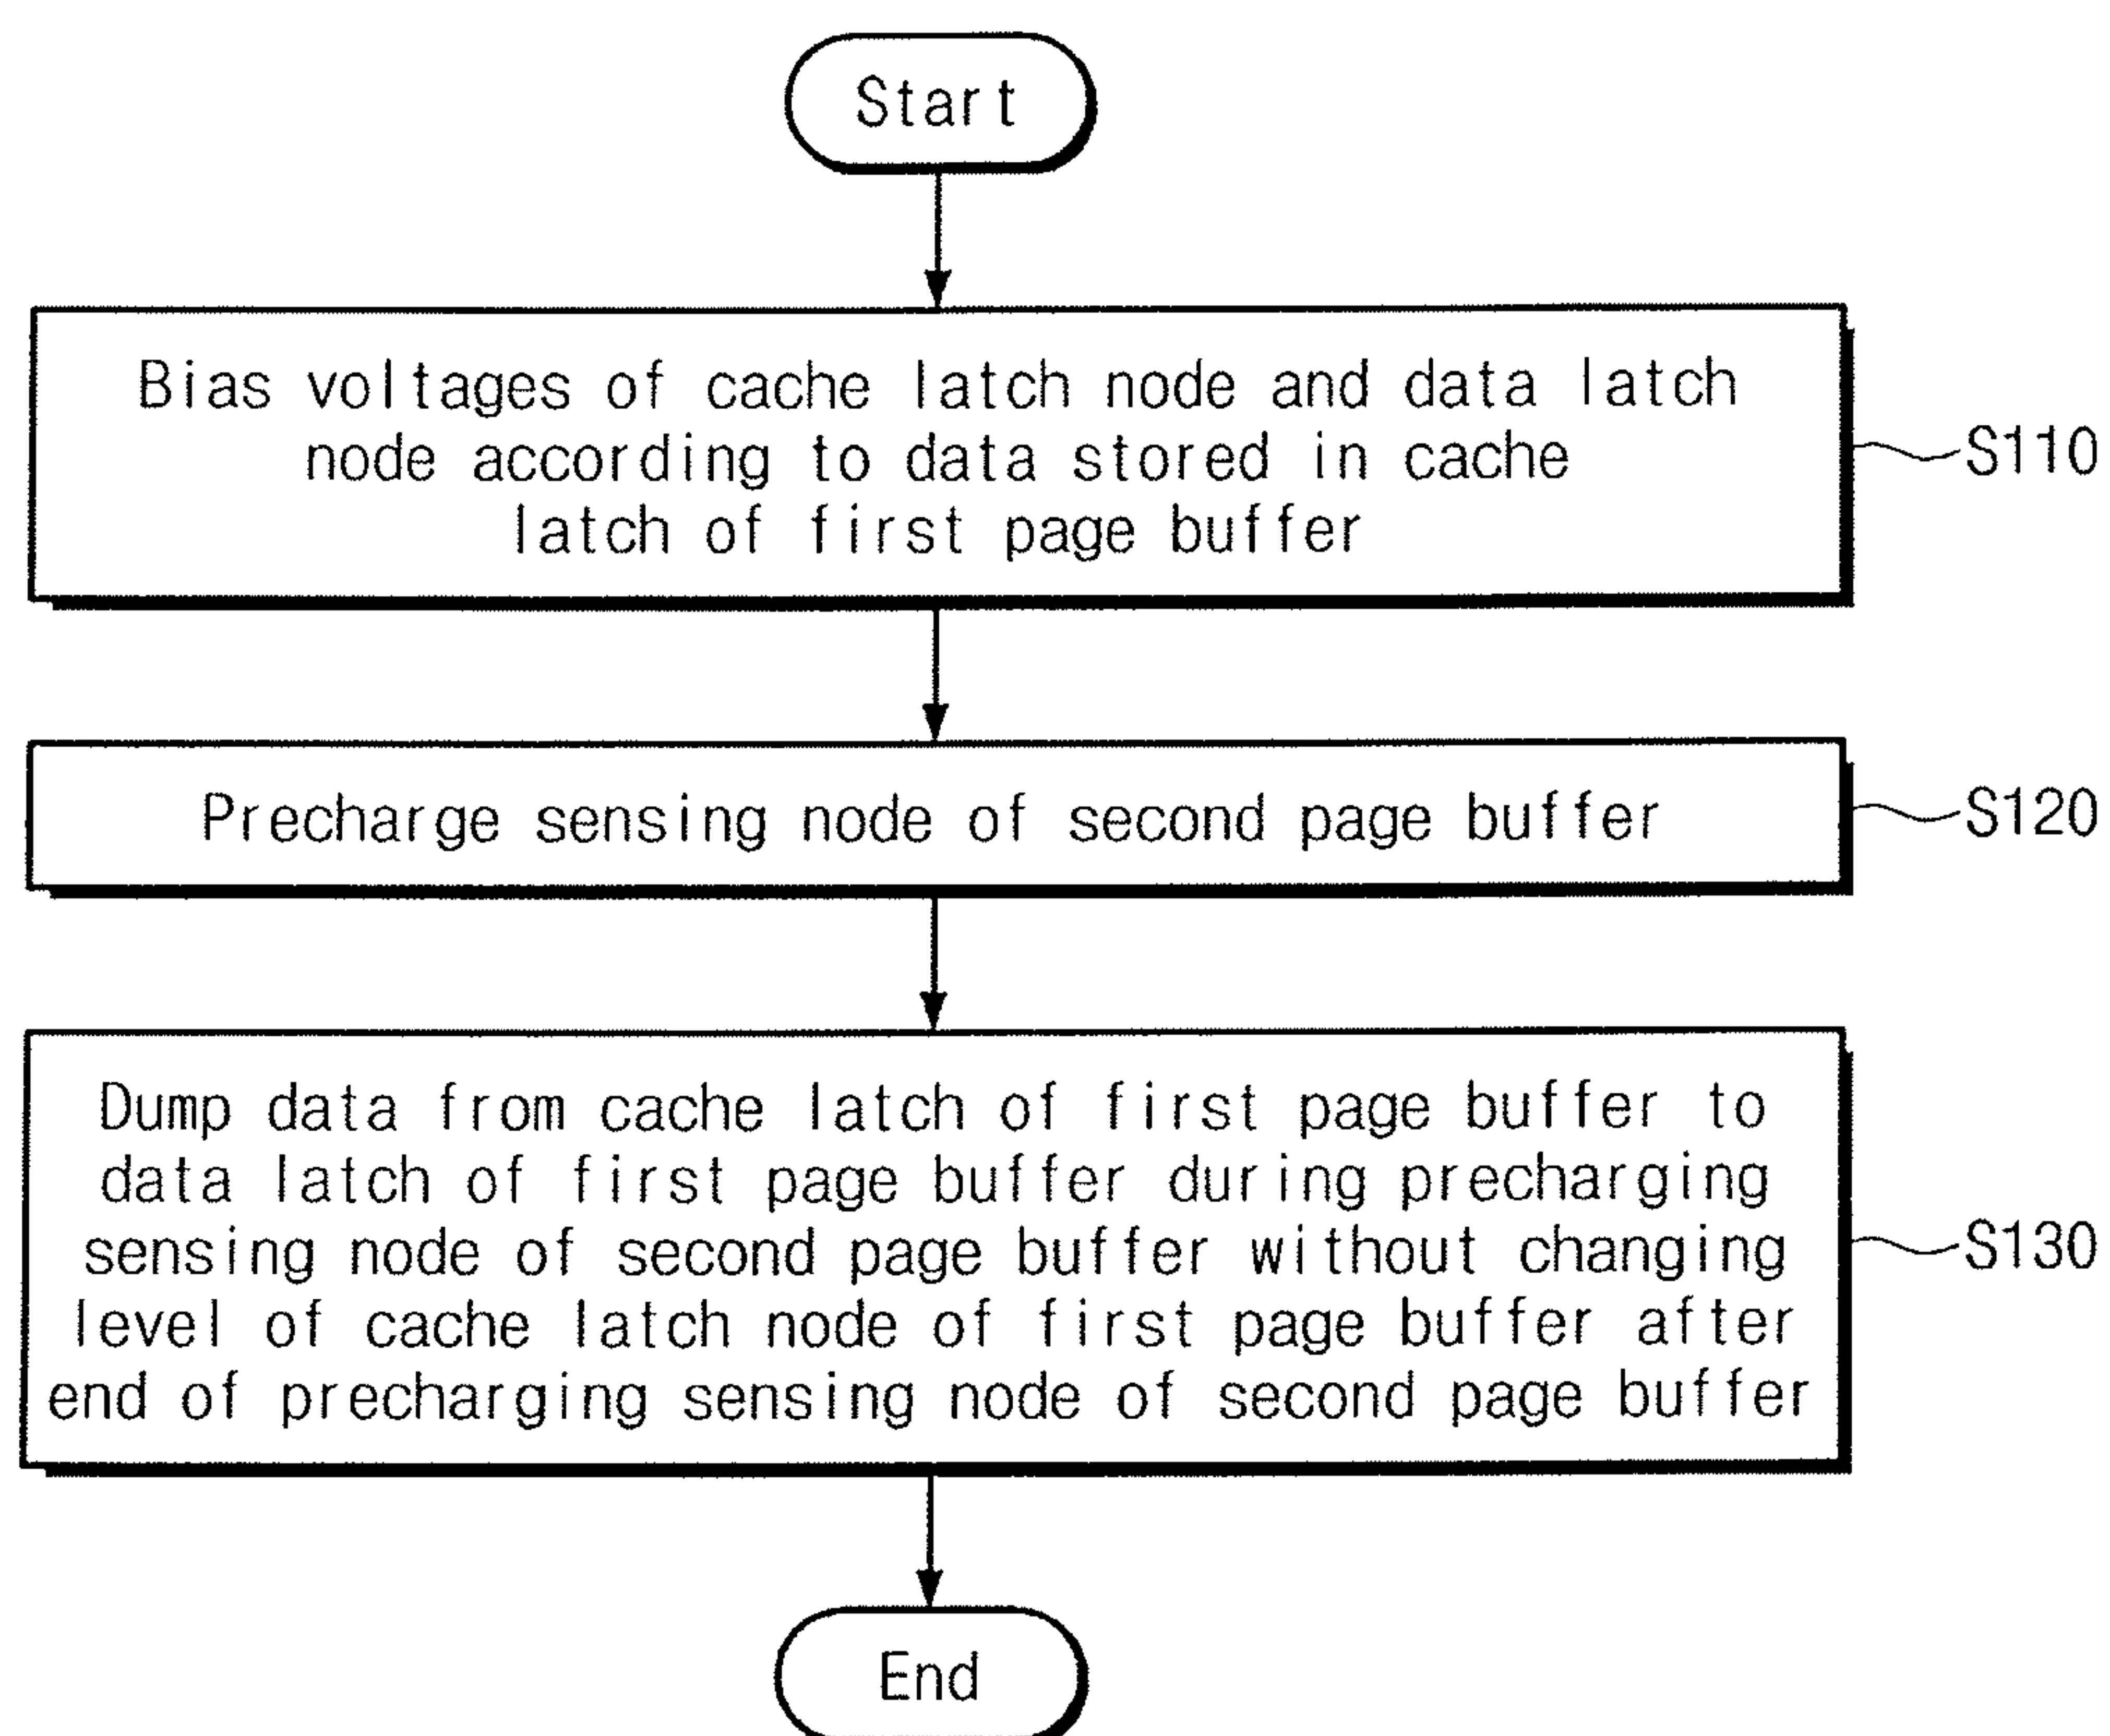 Start
Bias voltages of cache latch node and data latch
node according to data stored in cache
latch of first page buffer
S110
Precharge sensing node of second page buffer
S120
Dump data from cache latch of first page buffer to
data latch of first page buffer during precharging
sensing node of second page buffer without changing
level of cache latch node of first page buffer after
end of precharging sensing node of second page buffer
S130
End